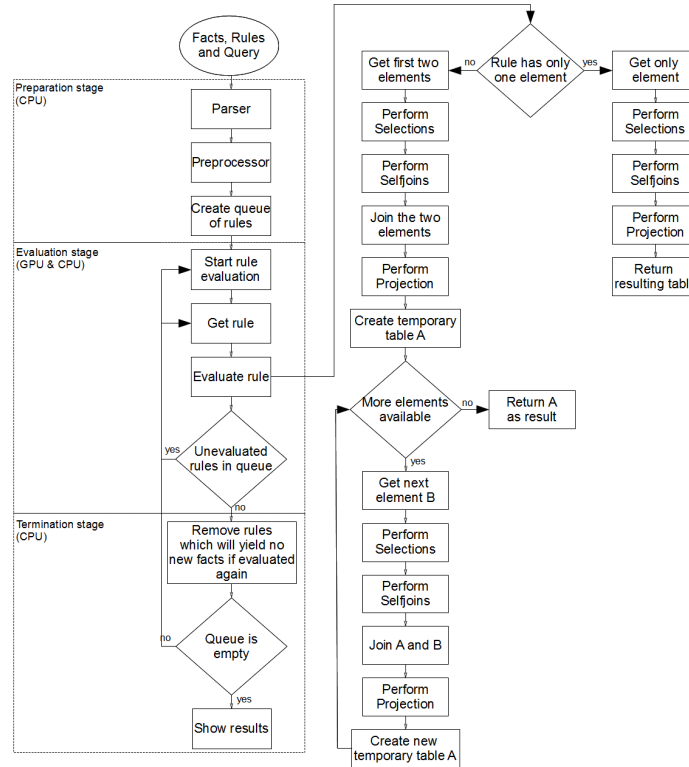 Facts, Rules
and Query
Preparation stage
(CPU)
Parser
Preprocessor
Create queue
of rules
Evaluation stage
(GPU & CPU)
Start rule
evaluation
Get rule
Evaluate rule
Unevaluated
rules in queue
yes
no
Termination stage
(CPU)
Remove rules
which will yield no
new facts if evaluated
again
Queue is
empty
no
yes
Show results
Rule has only
one element
no
yes
Get first two
elements
Perform
Selections
Perform
Selfjoins
Join the two
elements
Perform
Projection
Create temporary
table A
More elements
available
no
Return A
as result
yes
Get next
element B
Perform
Selections
Perform
Selfjoins
Join A and B
Perform
Projection
Create new
temporary table A
Get only
element
Perform
Selections
Perform
Selfjoins
Perform
Projection
Return
resulting table